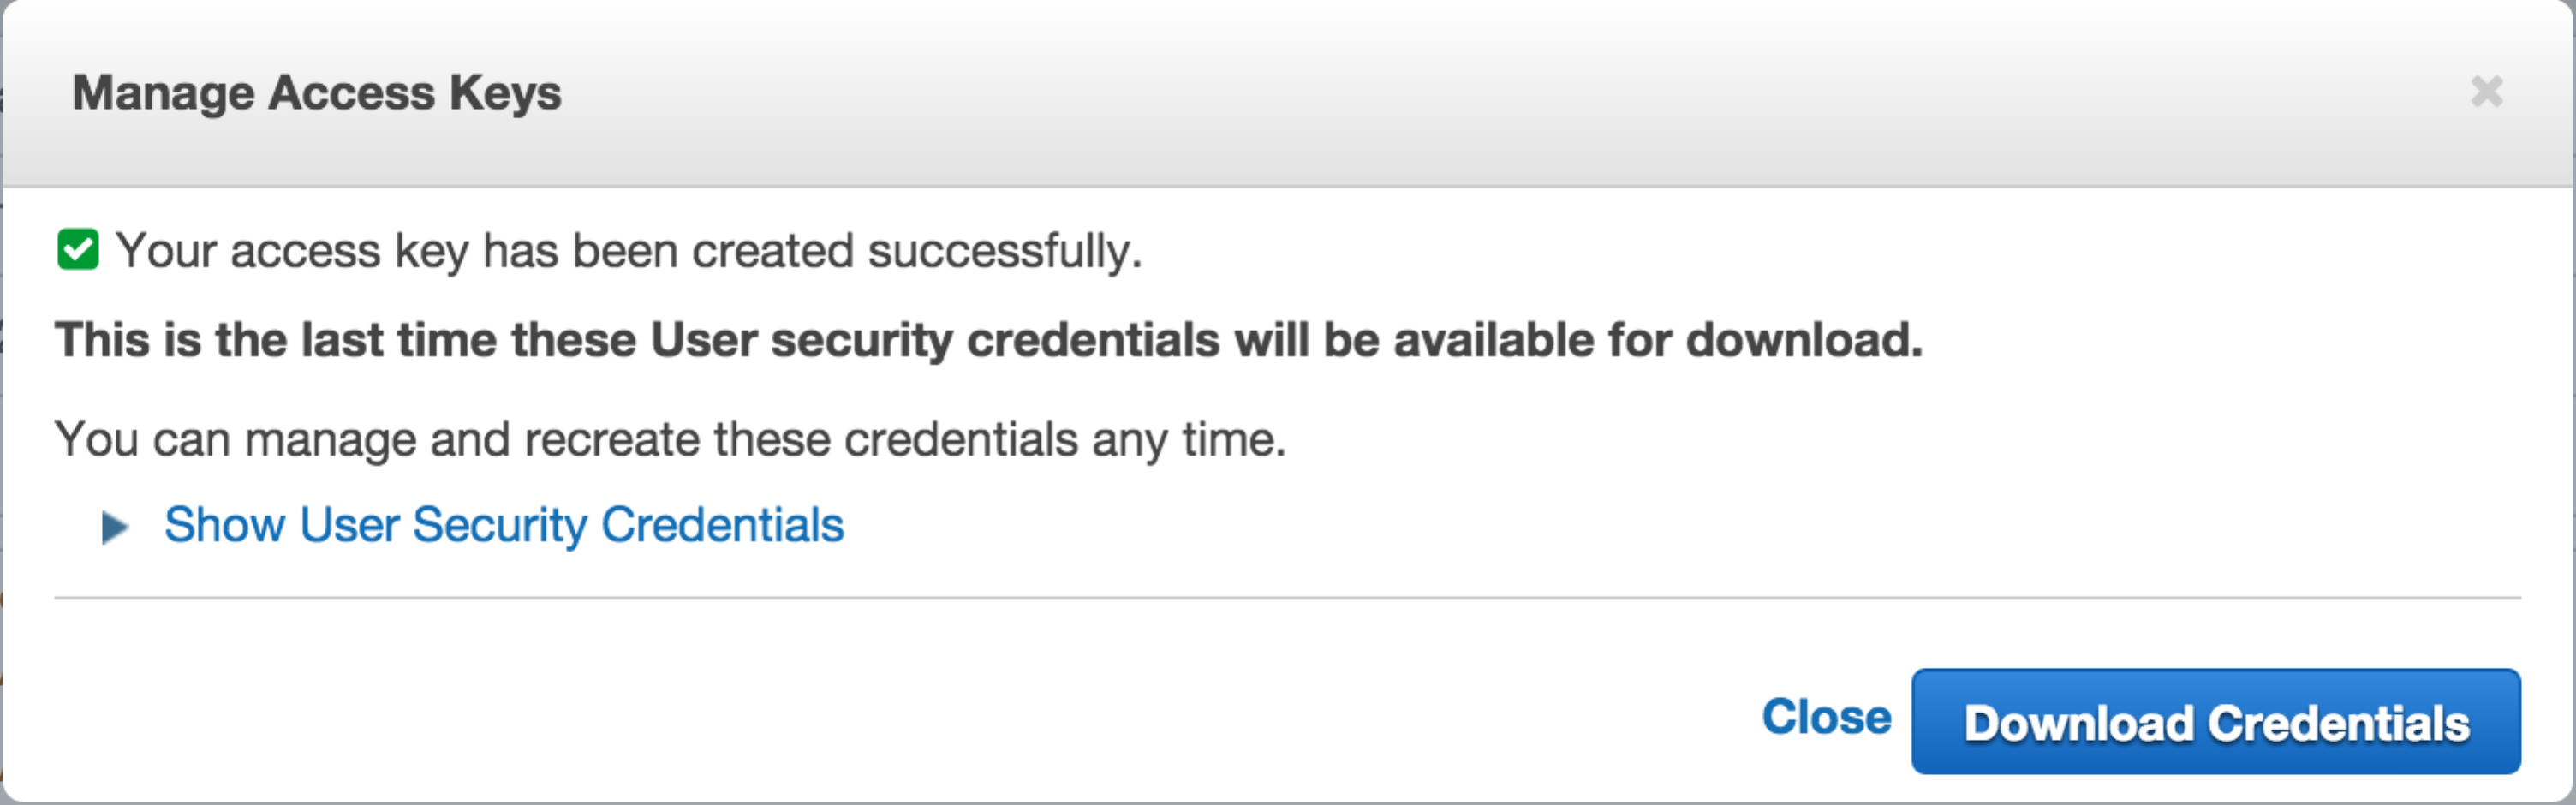 Manage Access Keys
Your access key has been created successfully.
This is the last time these User security credentials will be available for download.
You can manage and recreate these credentials any time.
Show User Security Credentials
Close
Download Credentials